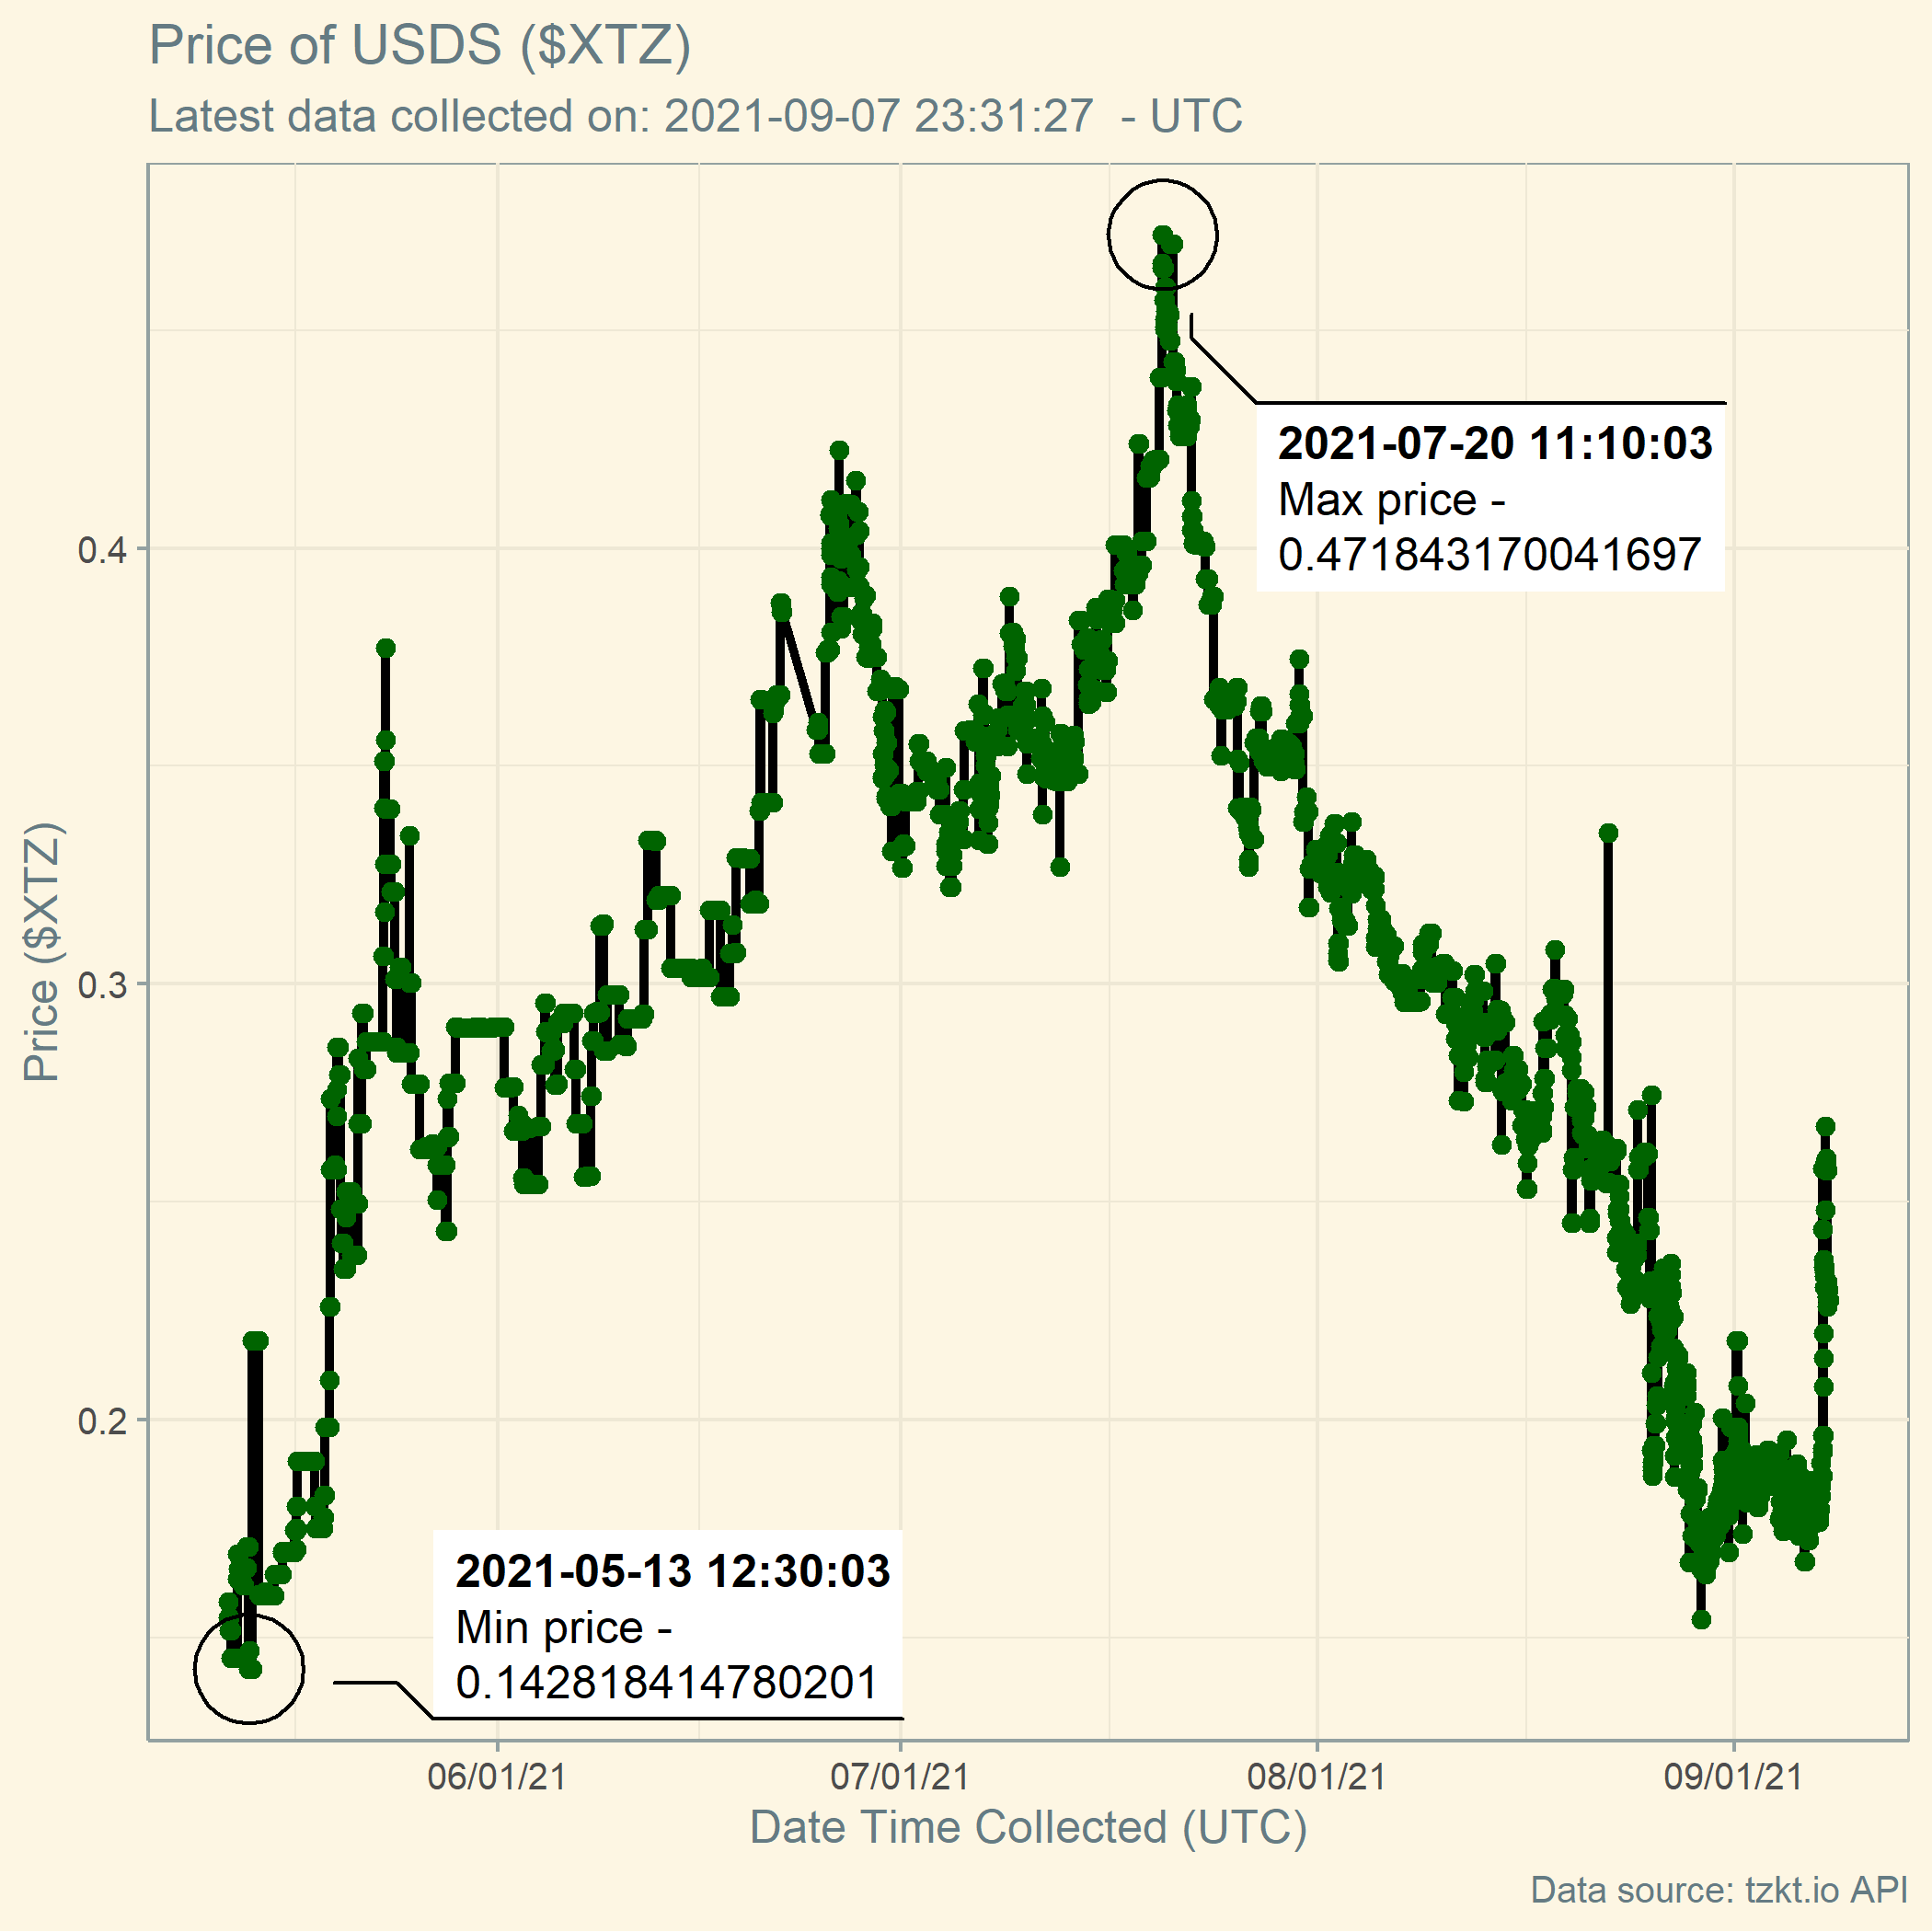 Price of USDS ($XTZ)
Latest data collected on: 2021-09-07 23:31:27  - UTC
2021-07-20 11:10:03
Max price -
0.471843170041697
0.4
0.3
0.2
Price ($XTZ)
2021-05-13 12:30:03
Min price -
0.142818414780201
06/01/21
07/01/21
08/01/21
09/01/21
Date Time Collected (UTC)
Data source: tzkt.io API